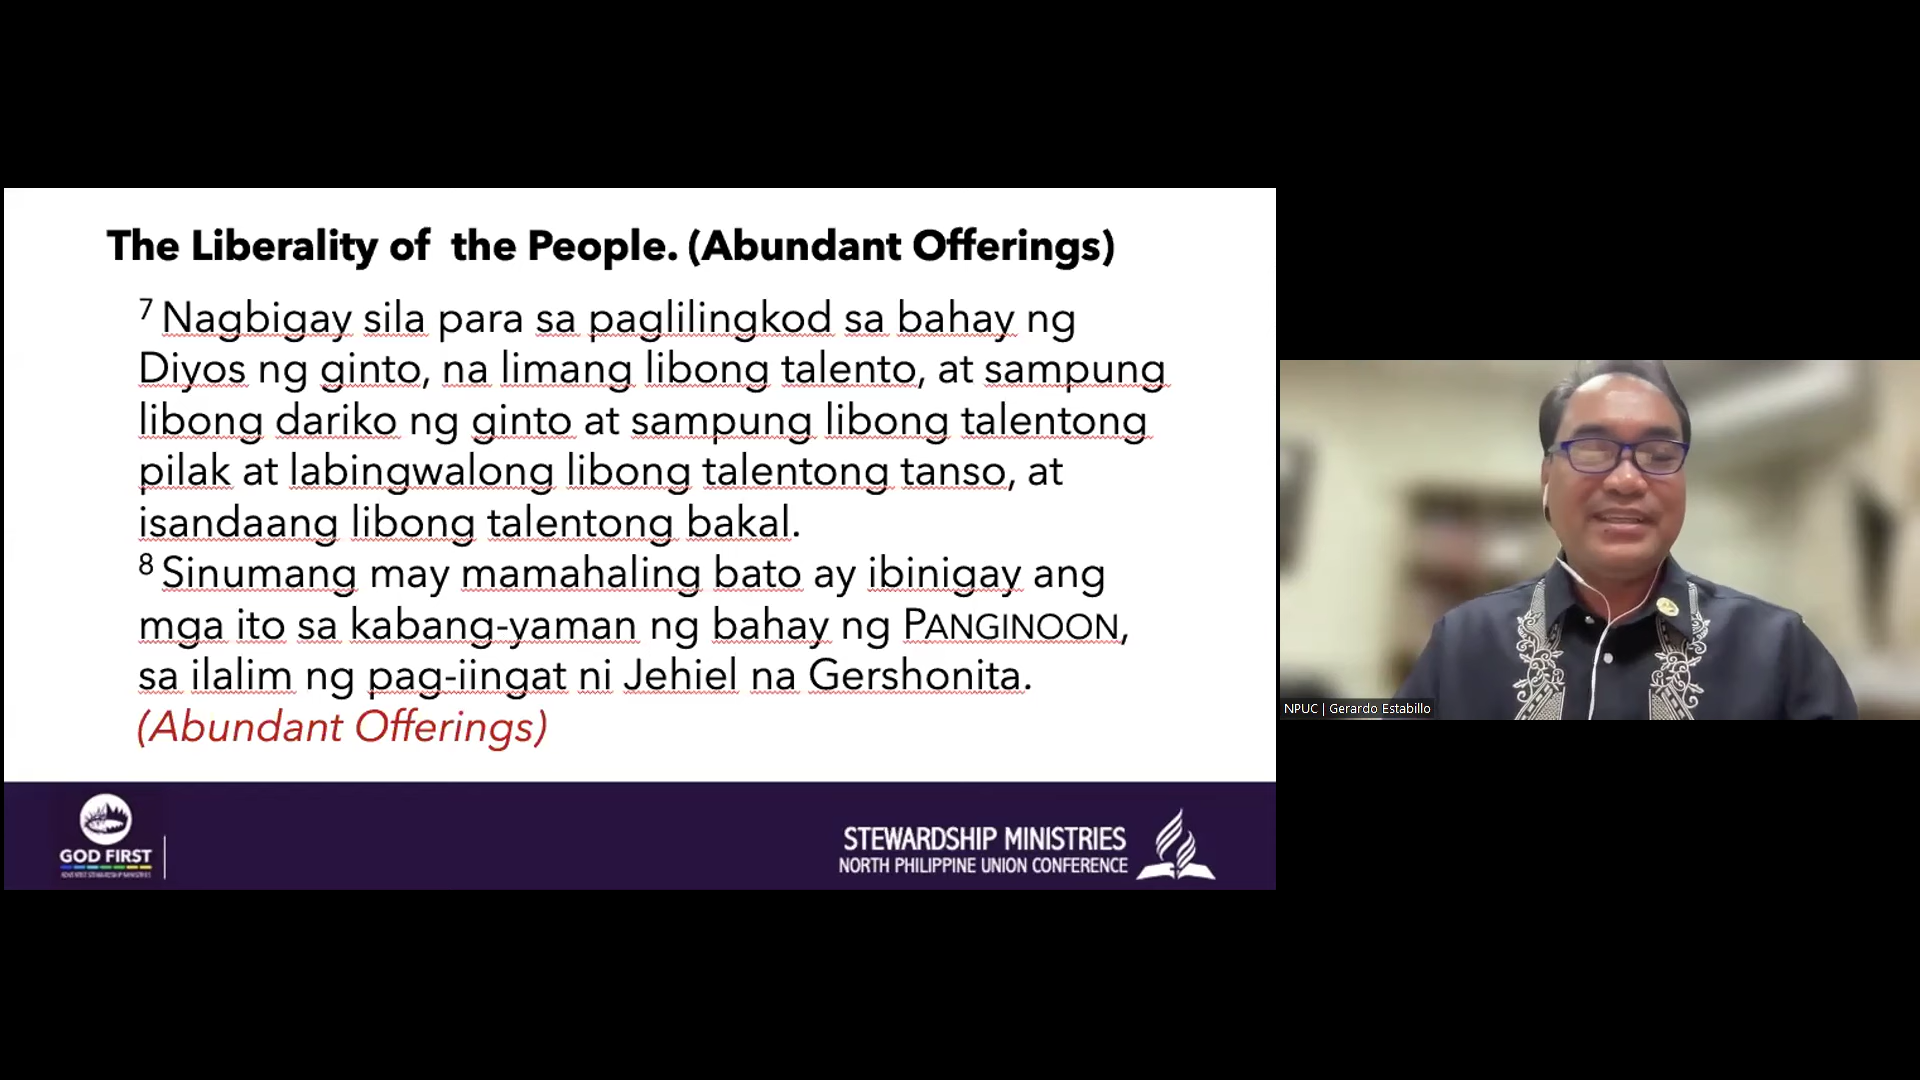 The Liberality of the People. (Abundant Offerings)
7 Nagbigay sila para sa paglilingkod sa bahay ng
Diyos ng ginto, na limang libong talento, at sampung
libong dariko ng ginto at sampung libong talentong
pilak at labingwalong libong talentong tanso, at
isandaang libong talentong bakal.
8 Sinumang may mamahaling bato ay ibinigay ang
mga ito sa kabang-yaman ng bahay ng PANGINOON,
sa ilalim ng pag-iingat ni Jehiel na Gershonita.
(Abundant Offerings)
GOD FIRST
ADVENTIST STEWARDSHIP MINISTRIES
STEWARDSHIP MINISTRIES
NORTH PHILIPPINE UNION CONFERENCE
NPUC | Gerardo Estabillo